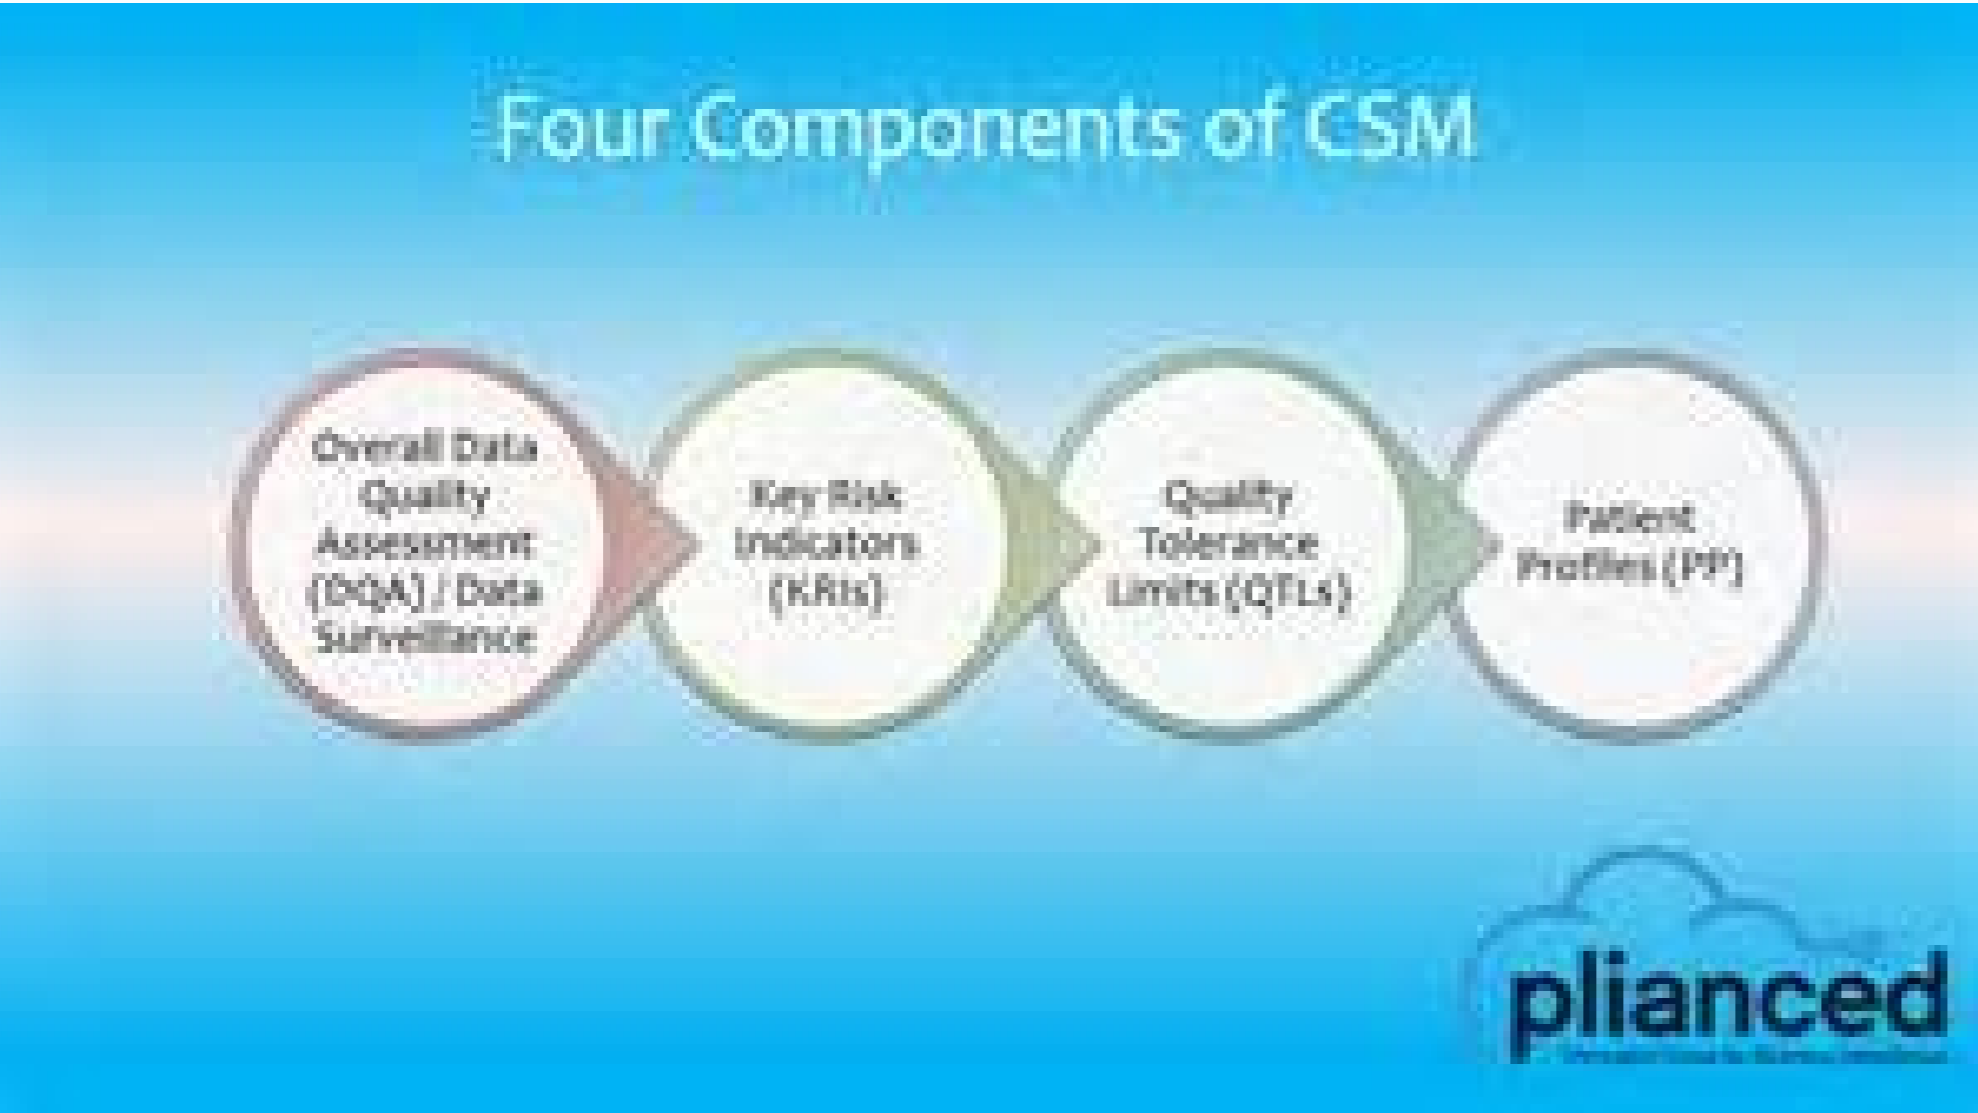 Four Components of CSM
Overall Data
Quality
Assessment
(DQA) / Data
Surveillance
Key Risk
Indicators
(KRIs)
Quality
Tolerance
Limits (QTLs)
Patient
Profiles (PP)
plianced